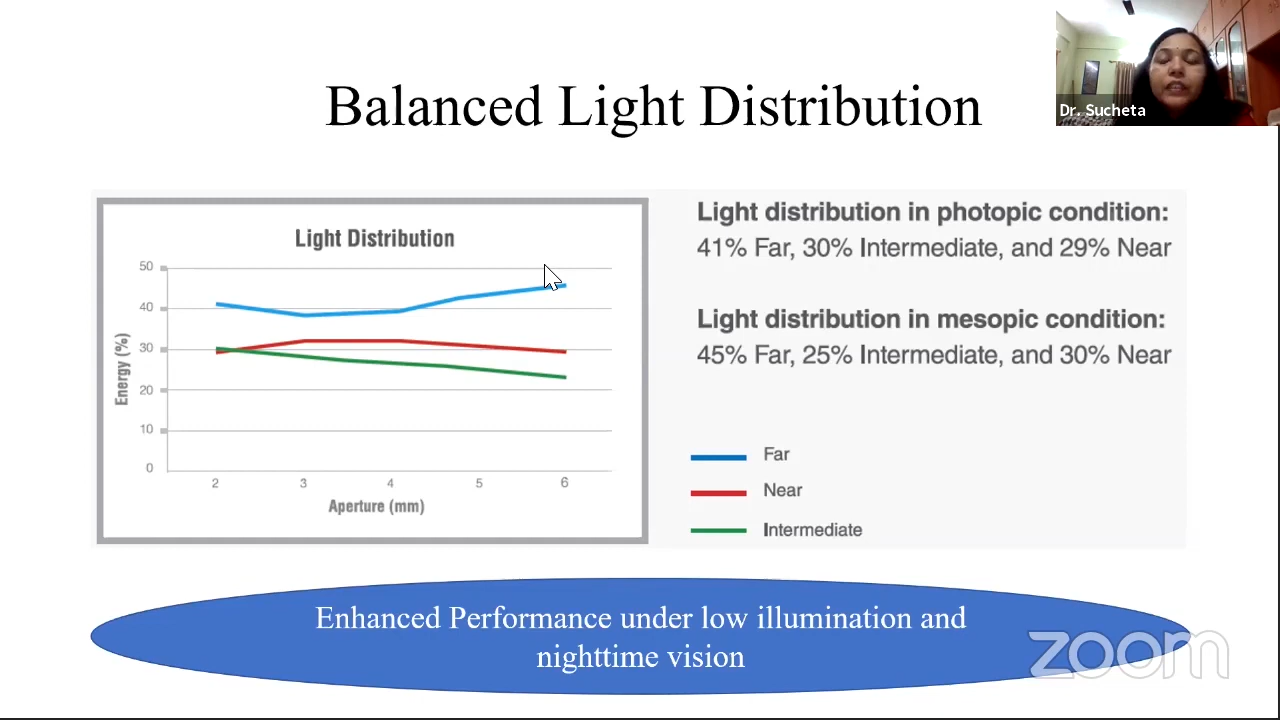 Dr. Sucheta
Balanced Light Distribution
Light Distribution
50
40
30
20
10
0
Energy (%)
2 3 4 5 6
Aperture (mm)
Light distribution in photopic condition:
41% Far, 30% Intermediate, and 29% Near
Light distribution in mesopic condition:
45% Far, 25% Intermediate, and 30% Near
Far
Near
Intermediate
Enhanced Performance under low illumination and
nighttime vision
zoom